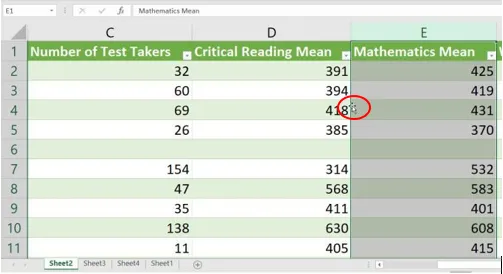 E1 Mathematics Mean
C D E
1 Number of Test Takers Critical Reading Mean Mathematics Mean
2 32 391 425
3 60 394 419
4 69 418 431
5 26 385 370
6
7 154 314 532
8 47 568 583
9 35 411 401
10 138 630 608
11 11 405 415
Sheet2 Sheet3 Sheet4 Sheet1